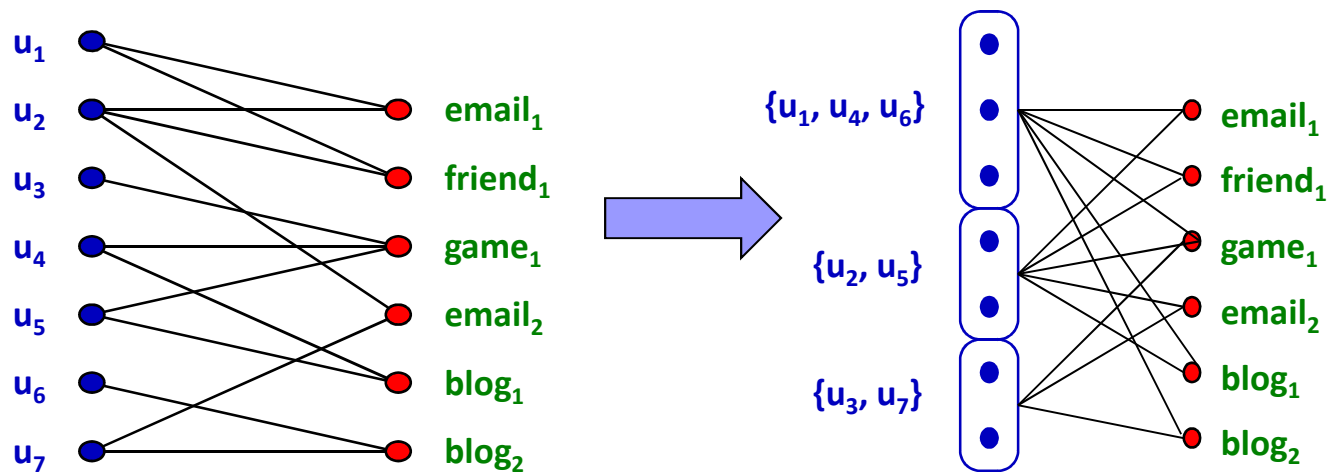 u₁
u₂
u₃
u₄
u₅
u₆
u₇
email₁
friend₁
game₁
email₂
blog₁
blog₂
{u₁, u₄, u₆}
{u₂, u₅}
{u₃, u₇}
email₁
friend₁
game₁
email₂
blog₁
blog₂